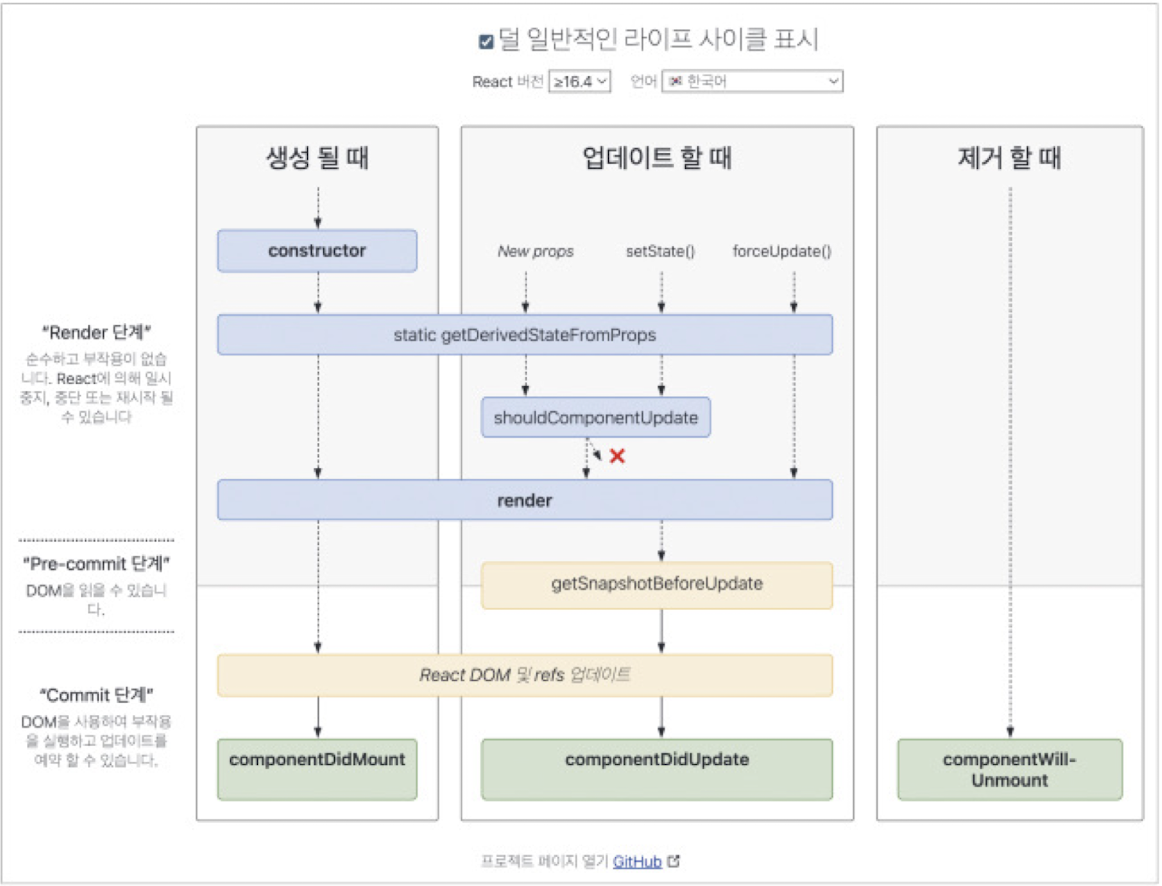 덜 일반적인 라이프 사이클 표시
React 버전 ≥16.4 언어 🇰🇷 한국어
생성 될 때
업데이트 할 때
제거 할 때
constructor
New props
setState()
forceUpdate()
"Render 단계"
순수하고 부작용이 없습
니다. React에 의해 일시
중지, 중단 또는 재시작 될
수 있습니다
static getDerivedStateFromProps
shouldComponentUpdate
render
"Pre-commit 단계"
DOM을 읽을 수 있습니
다.
getSnapshotBeforeUpdate
React DOM 및 refs 업데이트
"Commit 단계"
DOM을 사용하여 부작용
을 실행하고 업데이트를
예약 할 수 있습니다.
componentDidMount
componentDidUpdate
componentWill-
Unmount
프로젝트 페이지 열기 GitHub